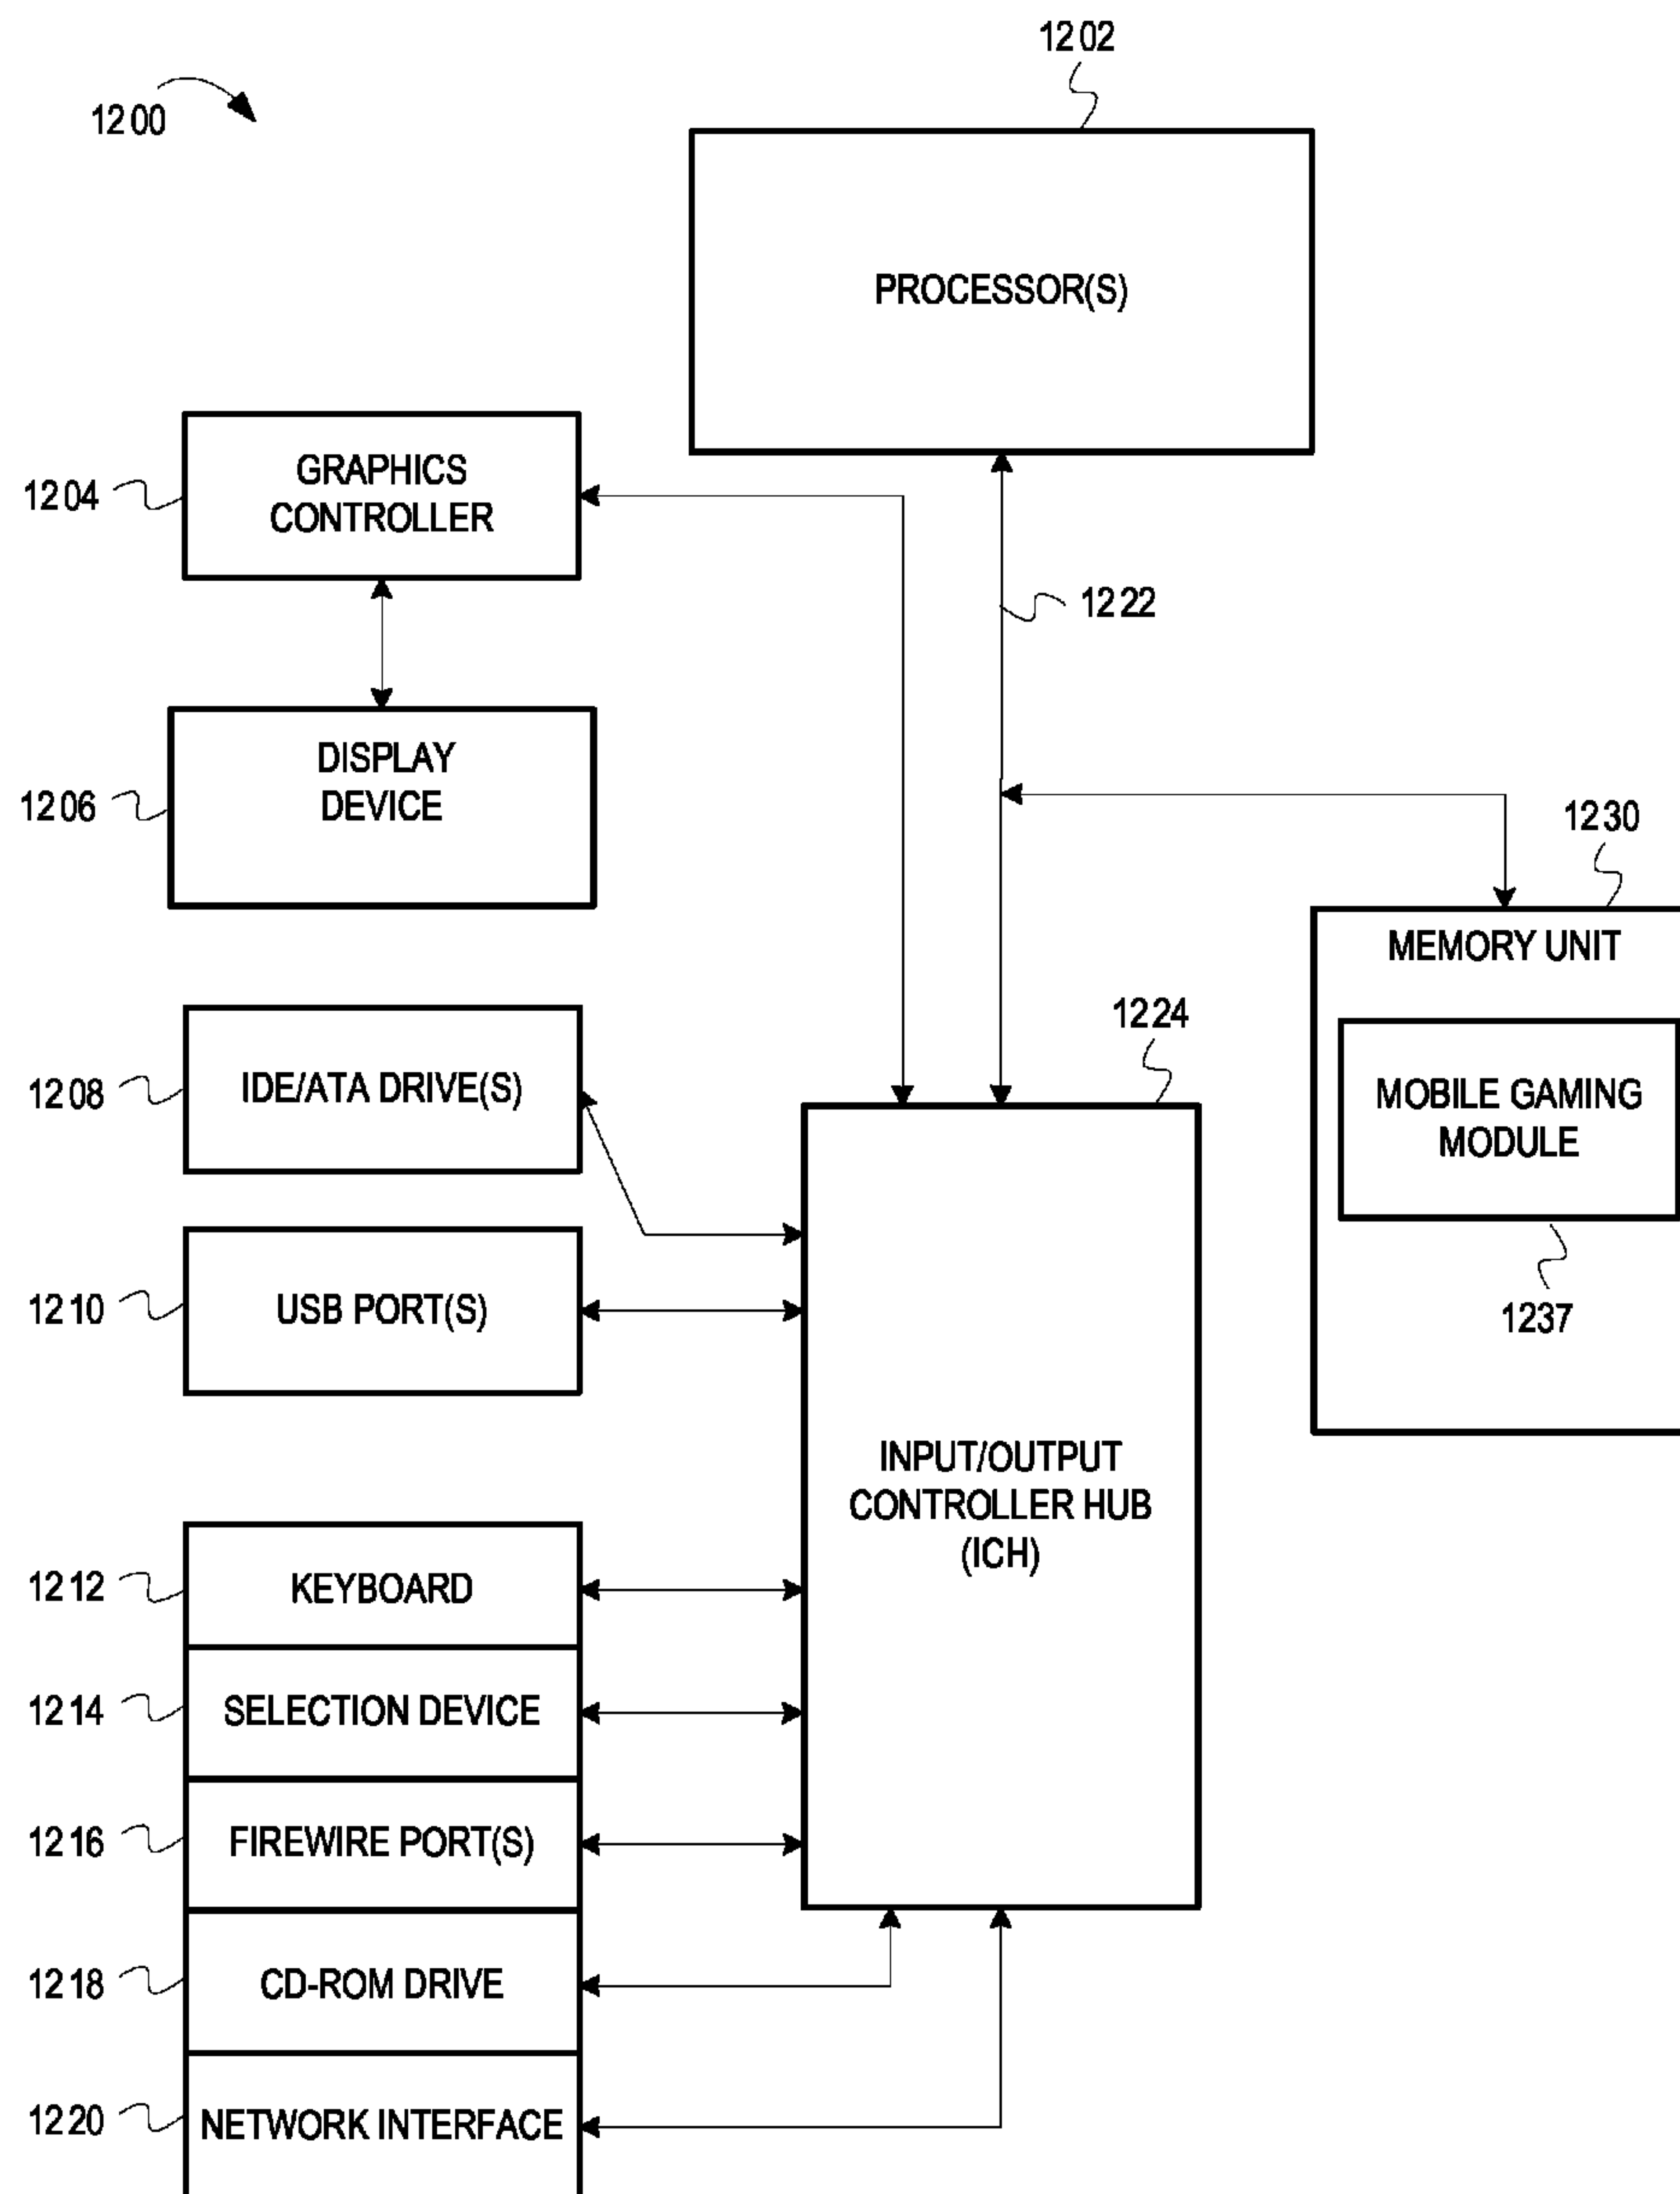 1202
1200
PROCESSOR(S)
1204
GRAPHICS
CONTROLLER
1222
1206
DISPLAY
DEVICE
1230
MEMORY UNIT
1224
1208
IDE/ATA DRIVE(S)
MOBILE GAMING
MODULE
1237
1210
USB PORT(S)
INPUT/OUTPUT
CONTROLLER HUB
(ICH)
1212
KEYBOARD
1214
SELECTION DEVICE
1216
FIREWIRE PORT(S)
1218
CD-ROM DRIVE
1220
NETWORK INTERFACE